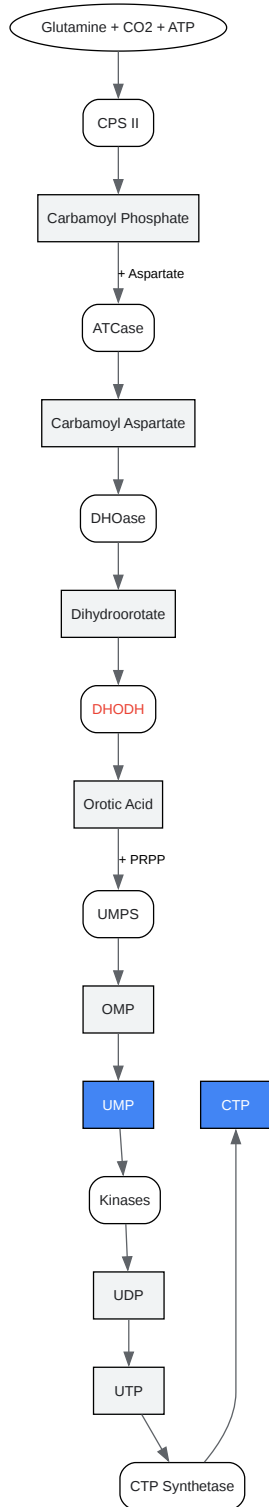 Glutamine + CO2 + ATP
CPS II
Carbamoyl Phosphate
+ Aspartate
ATCase
Carbamoyl Aspartate
DHOase
Dihydroorotate
DHODH
Orotic Acid
+ PRPP
UMPS
OMP
UMP
CTP
Kinases
UDP
UTP
CTP Synthetase